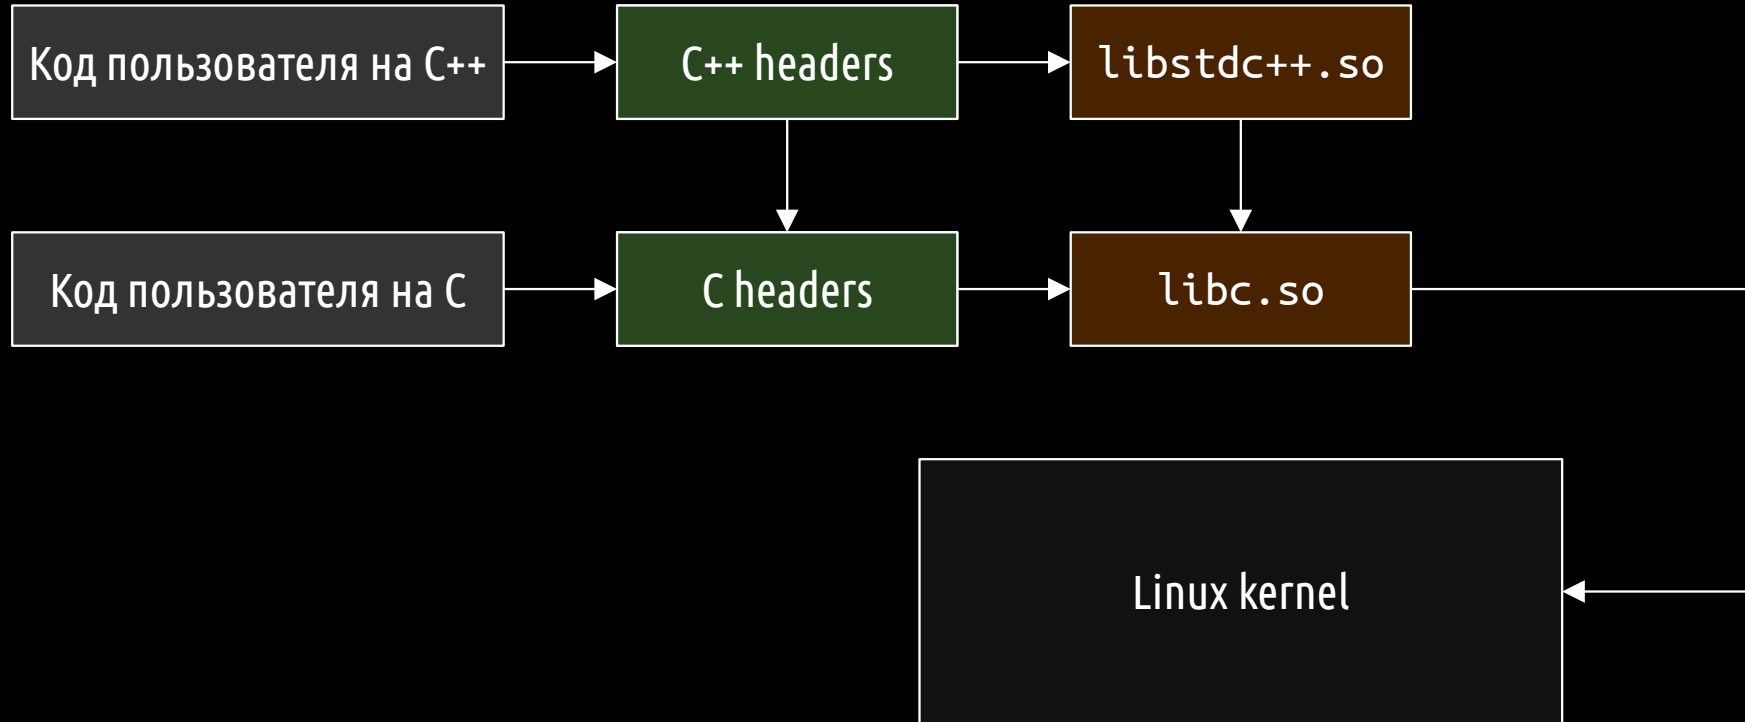 Код пользователя на C++
C++ headers
libstdc++.so
Код пользователя на C
C headers
libc.so
Linux kernel